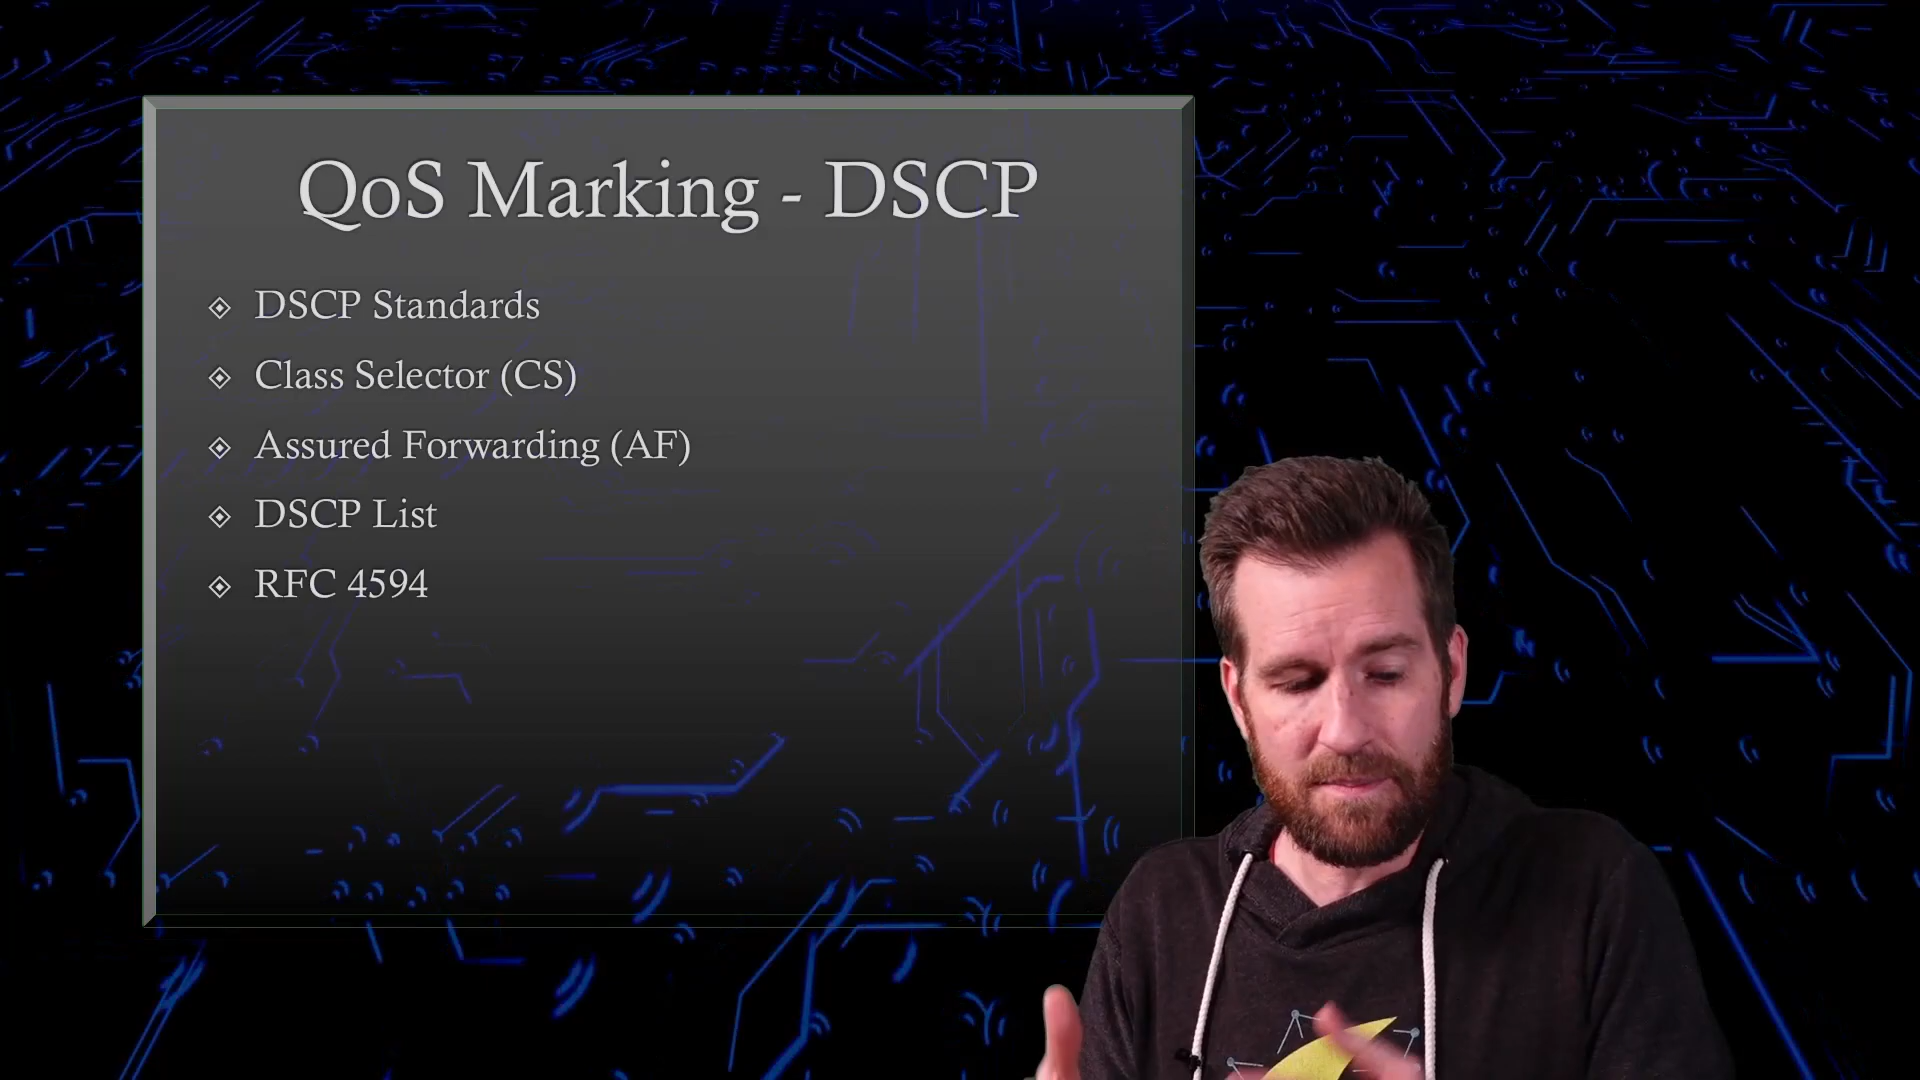 QoS Marking - DSCP
DSCP Standards
Class Selector (CS)
Assured Forwarding (AF)
DSCP List
RFC 4594